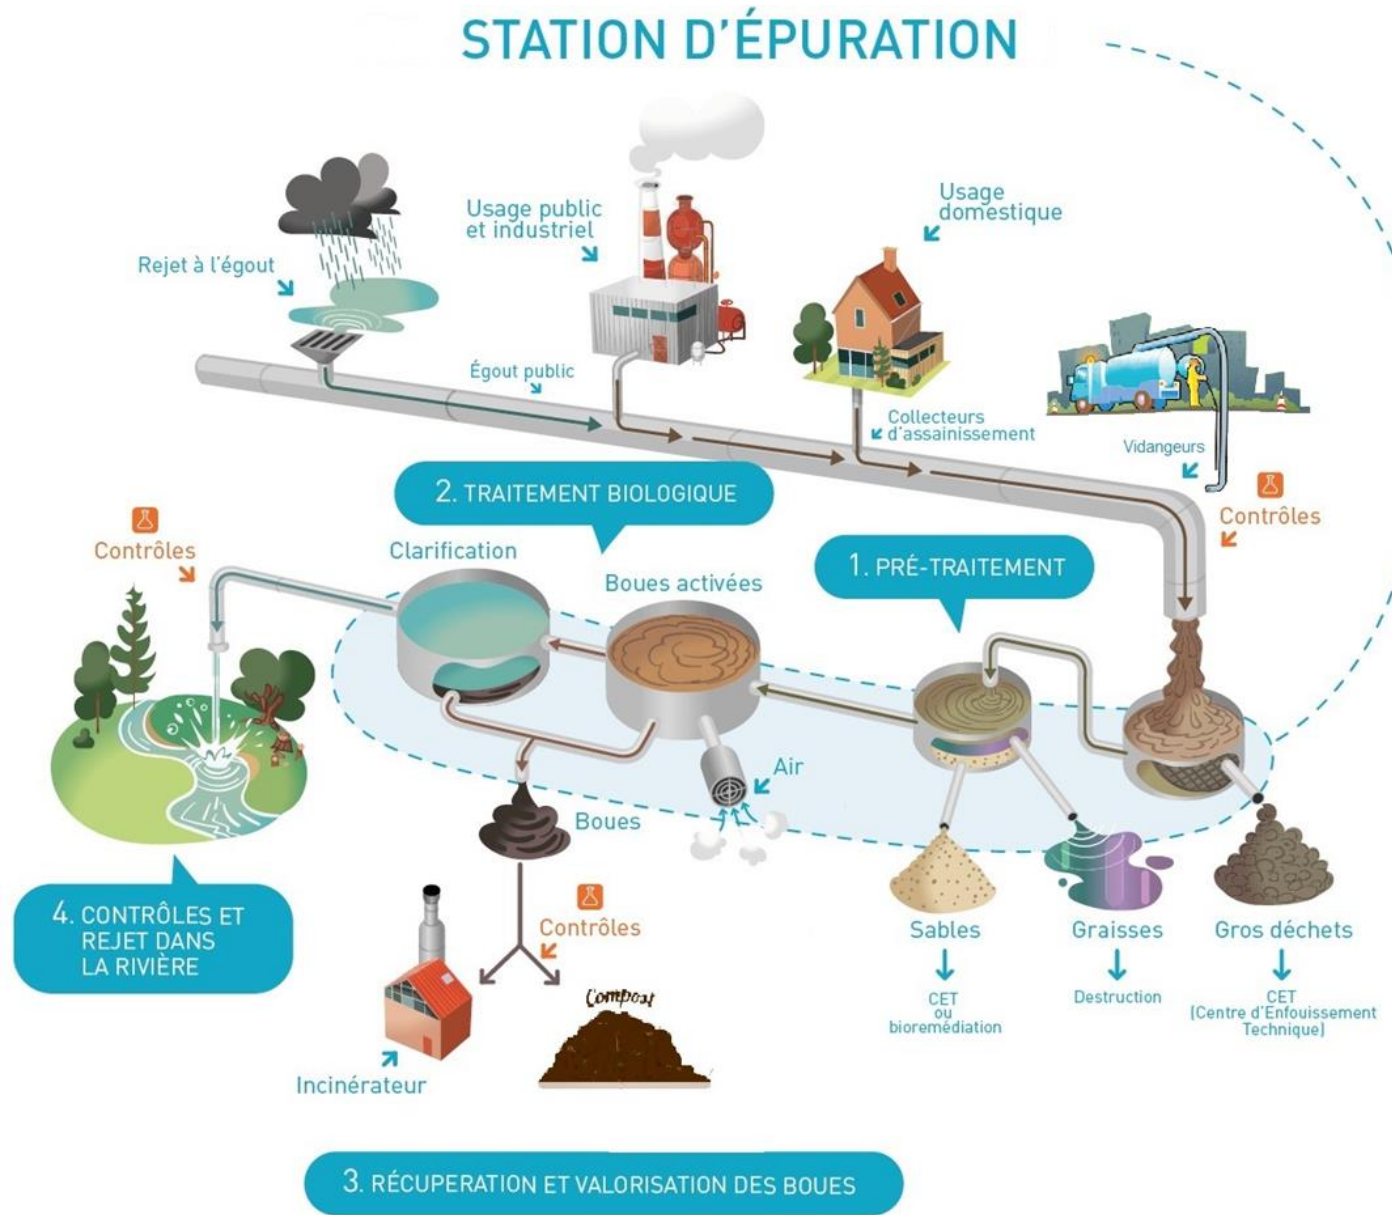 STATION D'ÉPURATION
Rejet à l'égout
Usage public
et industriel
Usage
domestique
Égout public
Collecteurs
d'assainissement
Vidangeurs
Contrôles
2. TRAITEMENT BIOLOGIQUE
1. PRÉ-TRAITEMENT
Contrôles
Clarification
Boues activées
Air
Boues
4. CONTRÔLES ET
REJET DANS
LA RIVIÈRE
Contrôles
Sables
Graisses
Gros déchets
CET
ou
bioremédiation
Destruction
CET
(Centre d'Enfouissement
Technique)
Compost
Incinérateur
3. RÉCUPERATION ET VALORISATION DES BOUES